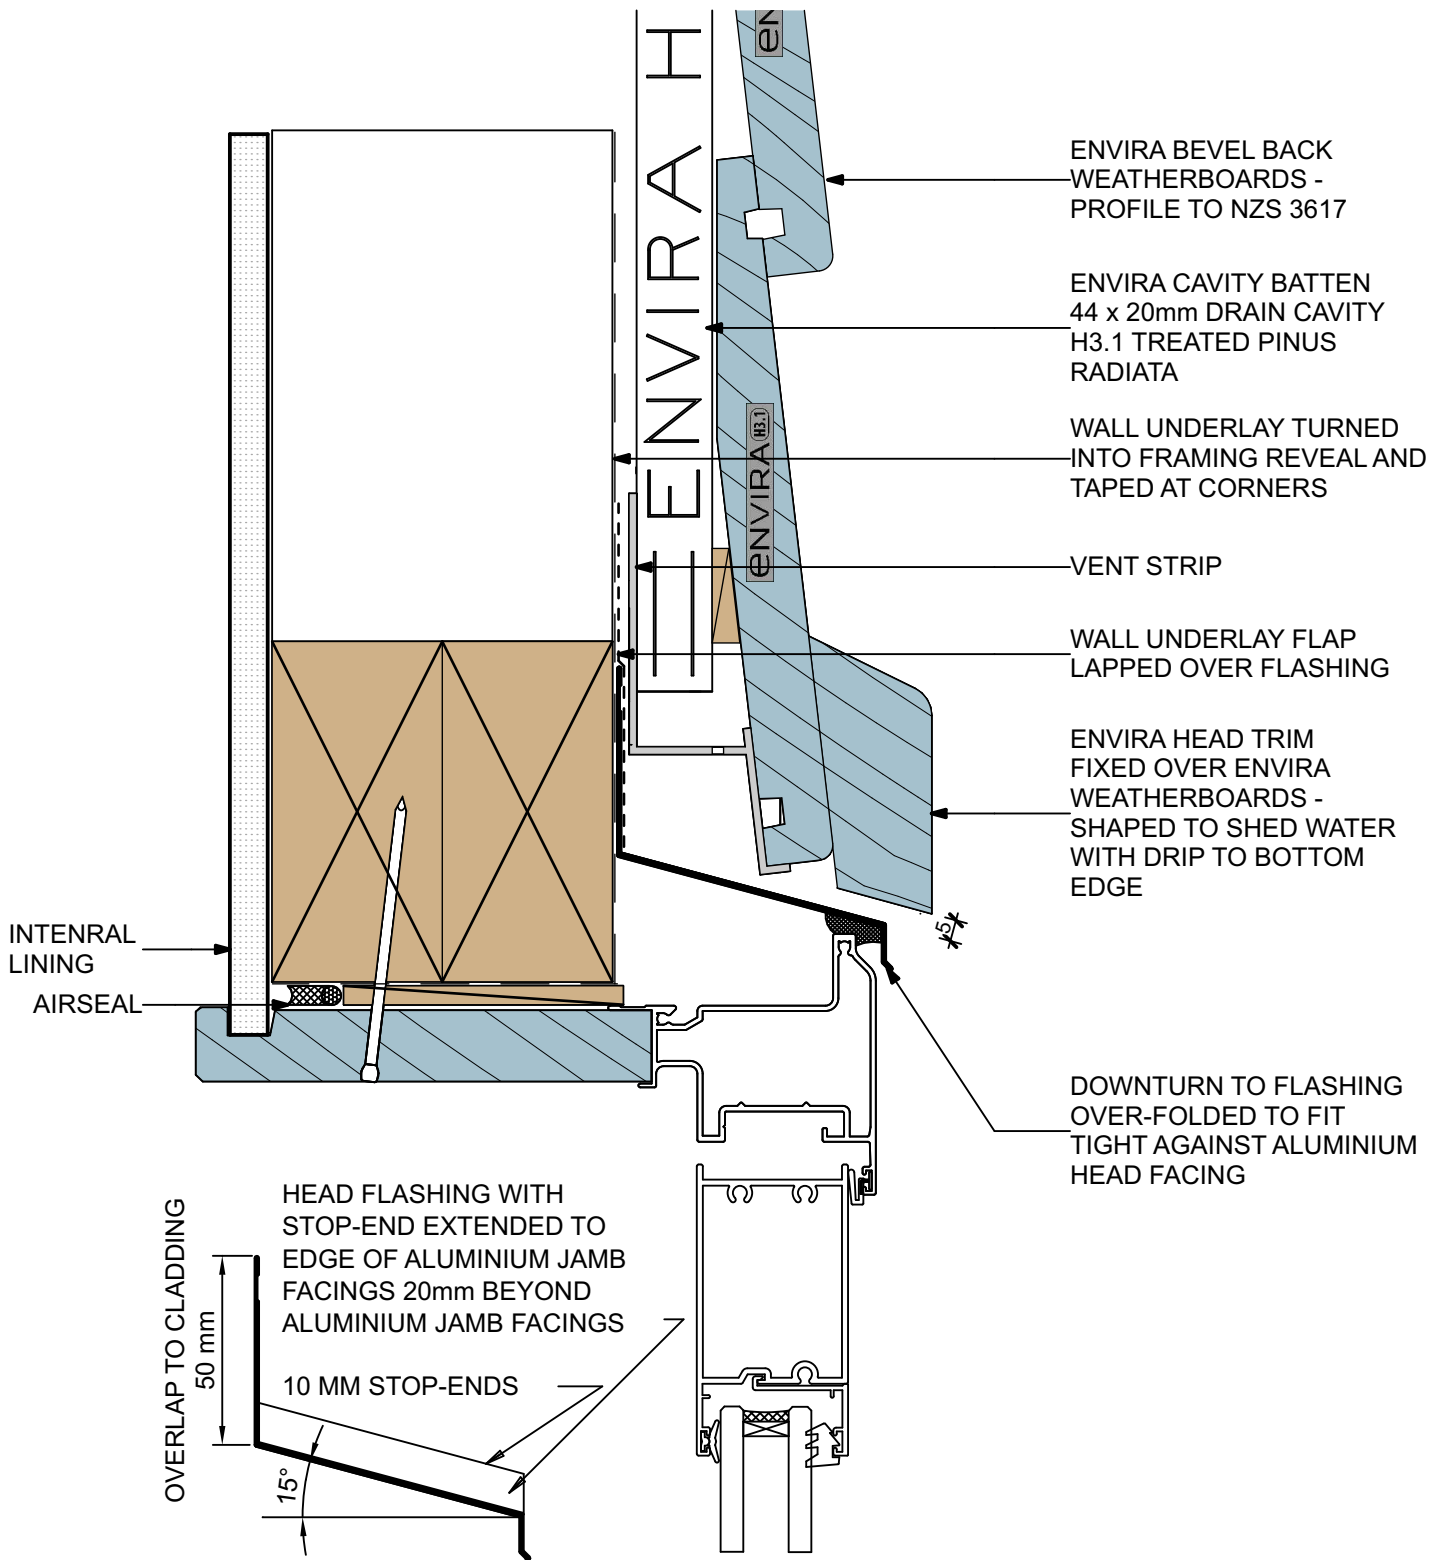 en
ENVIRA H
ENVIRA BEVEL BACK
WEATHERBOARDS -
PROFILE TO NZS 3617
ENVIRA CAVITY BATTEN
44 x 20mm DRAIN CAVITY
H3.1 TREATED PINUS
RADIATA
WALL UNDERLAY TURNED
INTO FRAMING REVEAL AND
TAPED AT CORNERS
eNVIRA H3.1
VENT STRIP
WALL UNDERLAY FLAP
LAPPED OVER FLASHING
ENVIRA HEAD TRIM
FIXED OVER ENVIRA
WEATHERBOARDS -
SHAPED TO SHED WATER
WITH DRIP TO BOTTOM
EDGE
5
INTENRAL
LINING
AIRSEAL
DOWNTURN TO FLASHING
OVER-FOLDED TO FIT
TIGHT AGAINST ALUMINIUM
HEAD FACING
HEAD FLASHING WITH
STOP-END EXTENDED TO
EDGE OF ALUMINIUM JAMB
FACINGS 20mm BEYOND
ALUMINIUM JAMB FACINGS
10 MM STOP-ENDS
OVERLAP TO CLADDING
50 mm
15°